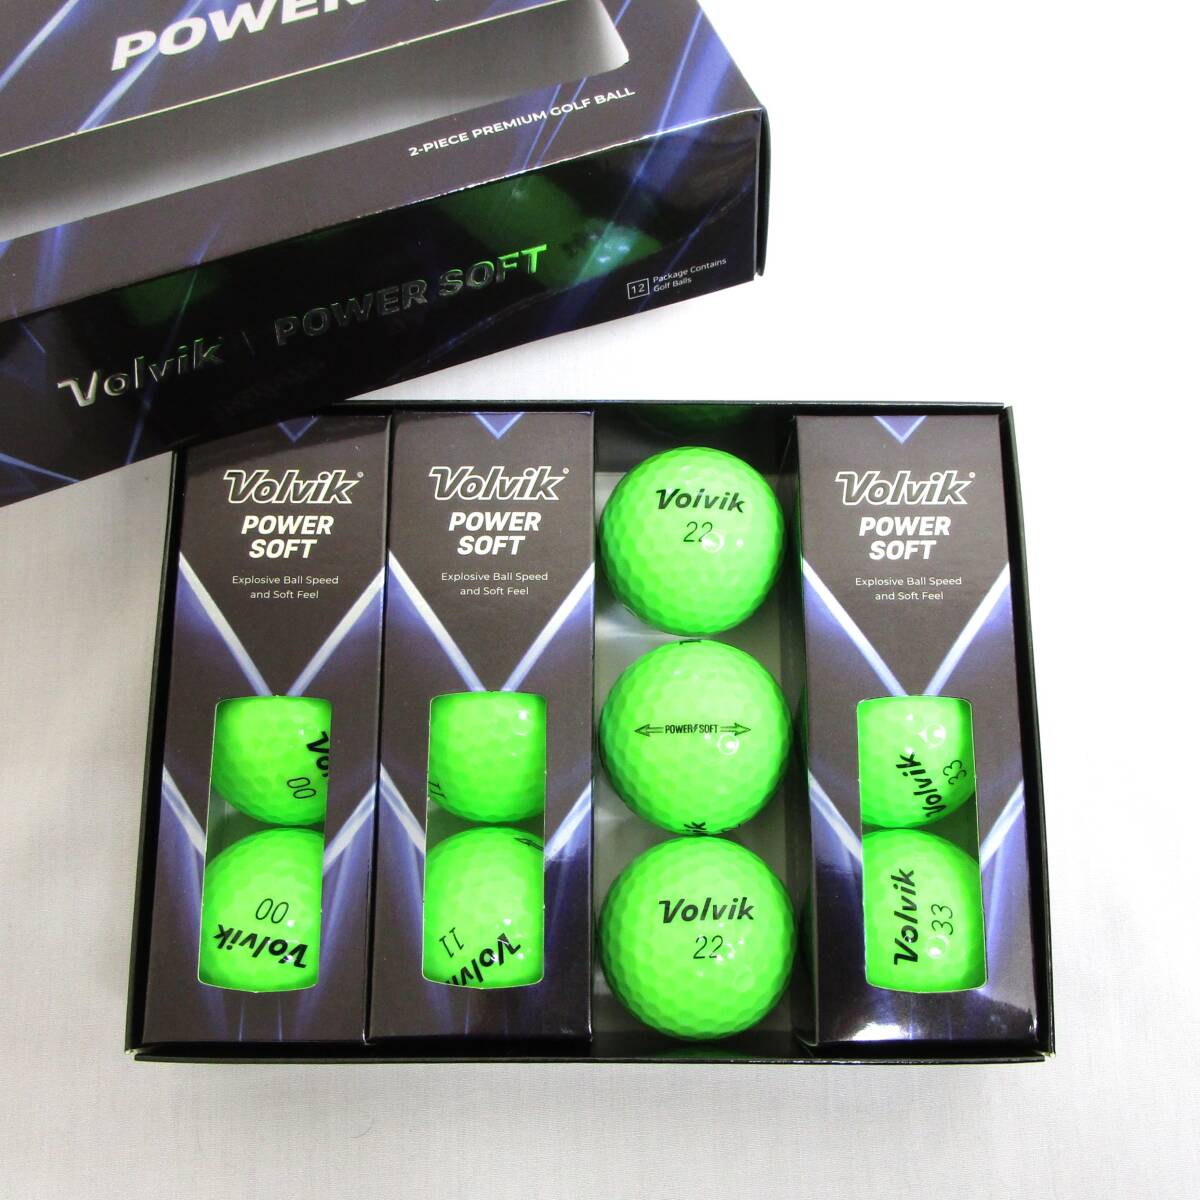 POWER
2-PIECE PREMIUM GOLF BALL
Volvik \ POWER SOFT
12 Package Contains
Golf Balls
Volvik
POWER
SOFT
Explosive Ball Speed
and Soft Feel
Volvik
POWER
SOFT
Explosive Ball Speed
and Soft Feel
Volvik
22
POWER SOFT
Volvik
22
Volvik
POWER
SOFT
Explosive Ball Speed
and Soft Feel
00
00
Volvik
11
11
Volvik
33
Volvik
33